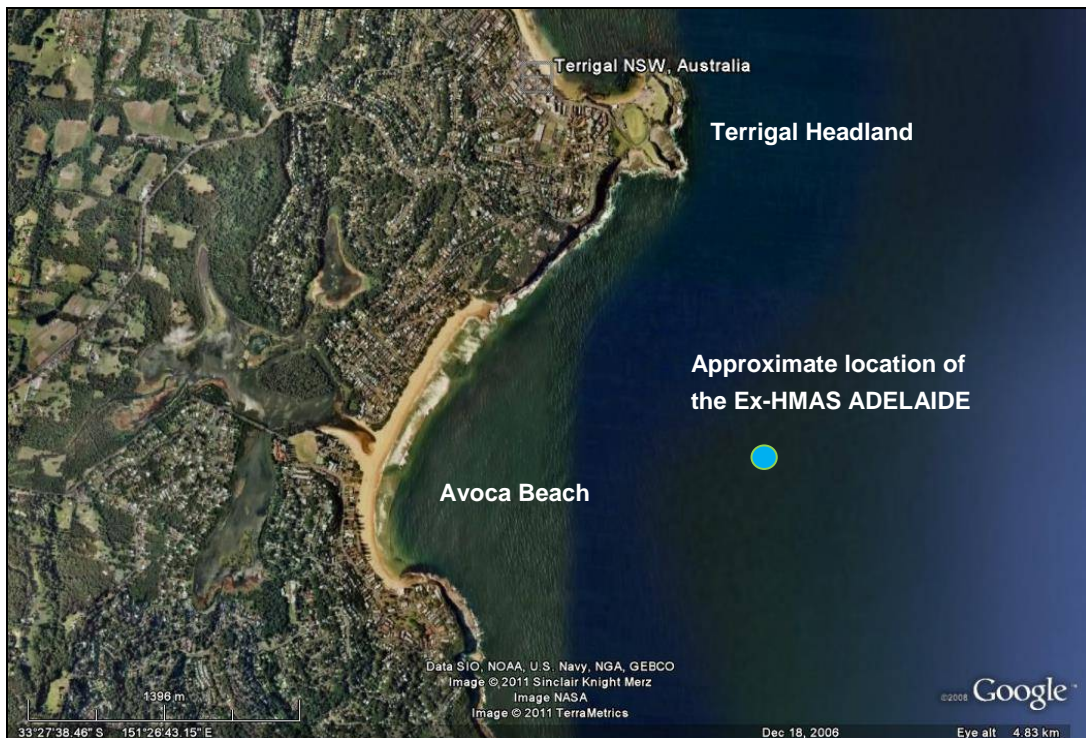 Terrigal NSW, Australia
Terrigal Headland
Approximate location of
the Ex-HMAS ADELAIDE
Avoca Beach
Data SIO, NOAA, U.S. Navy, NGA, GEBCO
Image © 2011 Sinclair Knight Merz
Image NASA
Image © 2011 TerraMetrics
1396 m
©2008 Google
33°27'38.46" S 151°26'43.15" E
Dec 18, 2006
Eye alt 4.83 km